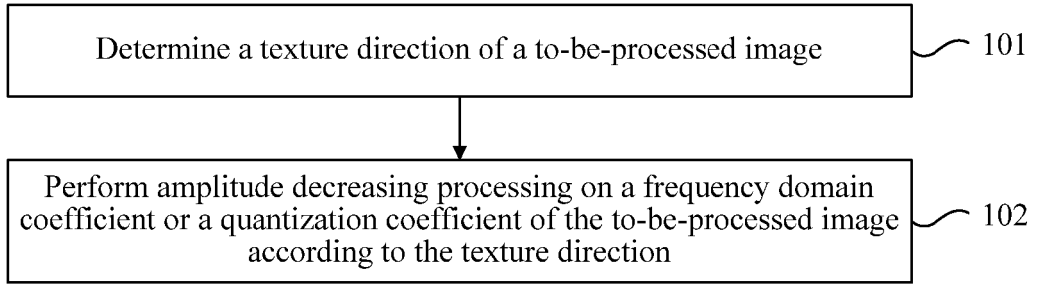 Determine a texture direction of a to-be-processed image
101
Perform amplitude decreasing processing on a frequency domain
coefficient or a quantization coefficient of the to-be-processed image
according to the texture direction
102